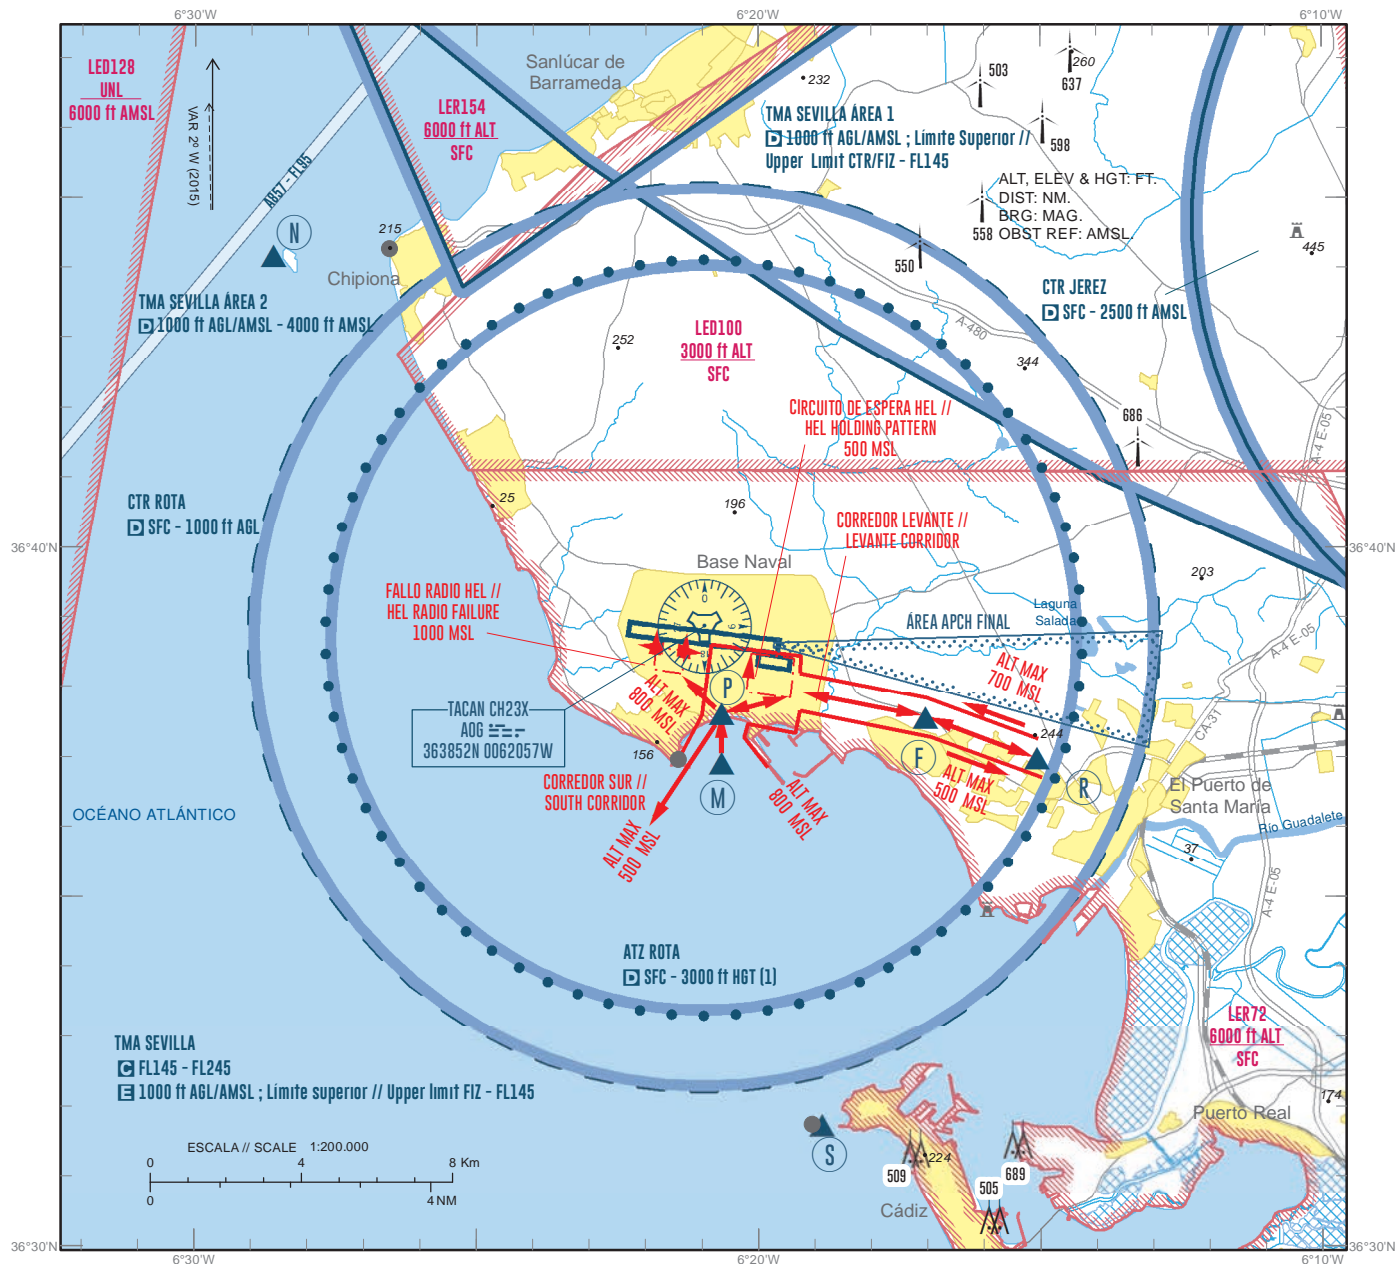 6°30'W
6°20'W
6°10'W
LED128
UNL
6000 ft AMSL
VAR 2º W (2015)
A857 - FL95
LER154
6000 ft ALT
SFC
Sanlúcar de
Barrameda
232
503
260
637
598
TMA SEVILLA ÁREA 1
D 1000 ft AGL/AMSL ; Límite Superior //
Upper Limit CTR/FIZ - FL145
ALT, ELEV & HGT: FT.
DIST: NM.
BRG: MAG.
OBST REF: AMSL.
558
550
445
N
215
Chipiona
TMA SEVILLA ÁREA 2
D 1000 ft AGL/AMSL - 4000 ft AMSL
CTR JEREZ
D SFC - 2500 ft AMSL
A-480
252
LED100
3000 ft ALT
SFC
344
CIRCUITO DE ESPERA HEL //
HEL HOLDING PATTERN
500 MSL
686
A-4 E-05
CTR ROTA
D SFC - 1000 ft AGL
25
196
CORREDOR LEVANTE //
LEVANTE CORRIDOR
36°40'N
36°40'N
Base Naval
203
FALLO RADIO HEL //
HEL RADIO FAILURE
1000 MSL
0
9
18
Laguna
Salada
ÁREA APCH FINAL
A-4 E-05
ALT MAX
700 MSL
ALT MAX
800 MSL
P
TACAN CH23X
AOG
363852N 0062057W
CA-31
244
156
F
R
M
ALT MAX
500 MSL
ALT MAX
800 MSL
CORREDOR SUR //
SOUTH CORRIDOR
El Puerto de
Santa María
OCÉANO ATLÁNTICO
Río Guadalete
ALT MAX
500 MSL
37
A-4 E-05
ATZ ROTA
D SFC - 3000 ft HGT (1)
LER72
6000 ft ALT
SFC
TMA SEVILLA
C FL145 - FL245
E 1000 ft AGL/AMSL ; Límite superior // Upper limit FIZ - FL145
174
Puerto Real
ESCALA // SCALE 1:200.000
0 4 8 Km
0 4 NM
S
509
224
689
505
Cádiz
36°30'N
36°30'N
6°30'W
6°20'W
6°10'W